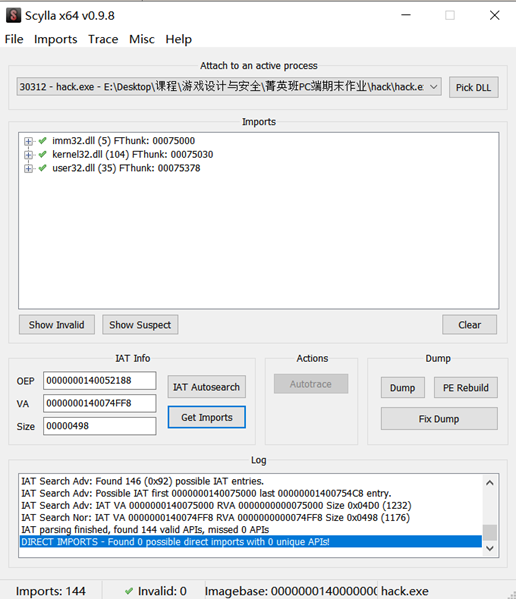 Scylla x64 v0.9.8
File Imports Trace Misc Help
Attach to an active process
30312 - hack.exe - E:\Desktop\课程\游戏设计与安全\菁英班PC端期末作业\hack\hack.e
Pick DLL
Imports
imm32.dll (5) FThunk: 00075000
kernel32.dll (104) FThunk: 00075030
user32.dll (35) FThunk: 00075378
Show Invalid Show Suspect Clear
IAT Info
OEP 0000000140052188
VA 0000000140074FF8
Size 00000498
IAT Autosearch
Get Imports
Actions
Autotrace
Dump
Dump PE Rebuild
Fix Dump
Log
IAT Search Adv: Found 146 (0x92) possible IAT entries.
IAT Search Adv: Possible IAT first 0000000140075000 last 00000001400754C8 entry.
IAT Search Adv: IAT VA 0000000140075000 RVA 0000000000075000 Size 0x04D0 (1232)
IAT Search Nor: IAT VA 0000000140074FF8 RVA 0000000000074FF8 Size 0x0498 (1176)
IAT parsing finished, found 144 valid APIs, missed 0 APIs
DIRECT IMPORTS - Found 0 possible direct imports with 0 unique APIs!
Imports: 144 Invalid: 0 Imagebase: 0000000140000000 hack.exe